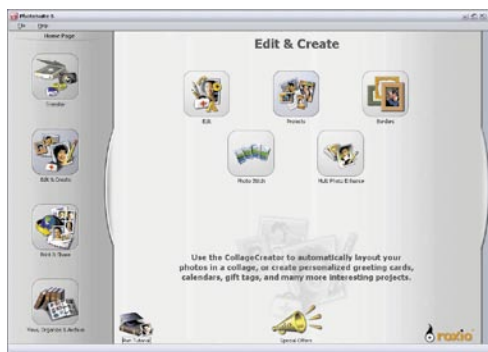 PhotoSuite 5
File Help
Home Page
Edit & Create
Transfer
Edit
Projects
Borders
Edit & Create
Photo Stitch
Multi Photo Enhance
Print & Share
Use the CollageCreator to automatically layout your
photos in a collage, or create personalized greeting cards,
calendars, gift tags, and many more interesting projects.
View, Organize & Archive
Run Tutorial
Special Offers
roxio